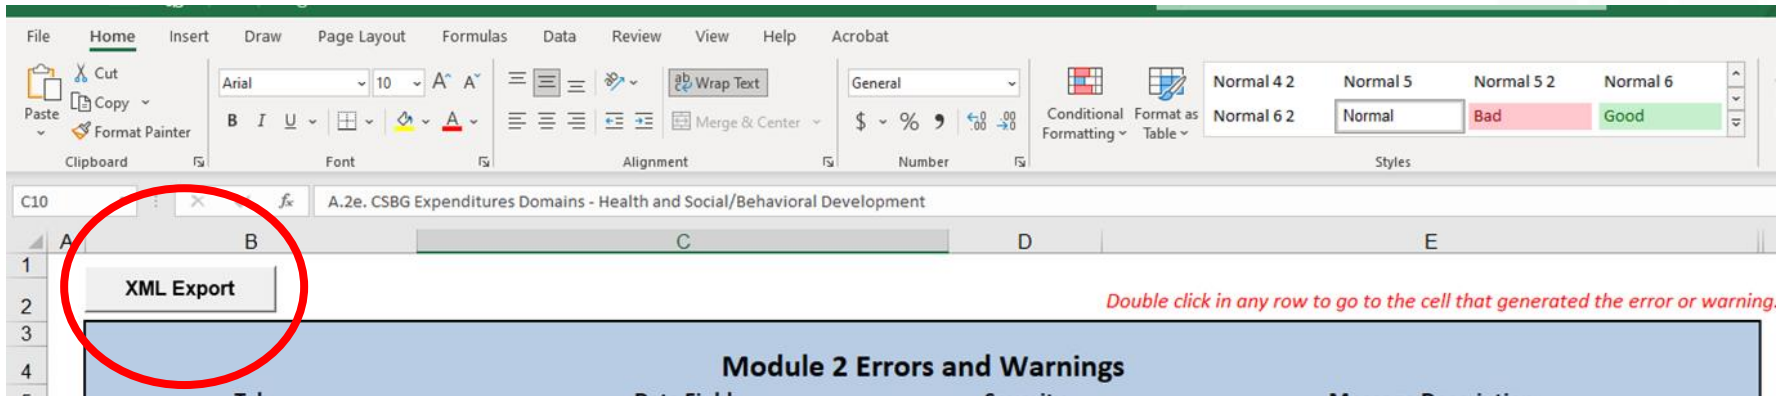 File Home Insert Draw Page Layout Formulas Data Review View Help Acrobat
Paste
Cut
Copy
Format Painter
Clipboard
Arial 10 A^ A˅
B I U A
Font
ab Wrap Text
Merge & Center
Alignment
General
$ % 9 .00 .00
Number
Conditional Formatting
Format as Table
Normal 4 2 Normal 5 Normal 5 2 Normal 6
Normal 6 2 Normal Bad Good
Styles
C10 fx A.2e. CSBG Expenditures Domains - Health and Social/Behavioral Development
A B C D E
1
XML Export
2 Double click in any row to go to the cell that generated the error or warning.
3
4 Module 2 Errors and Warnings